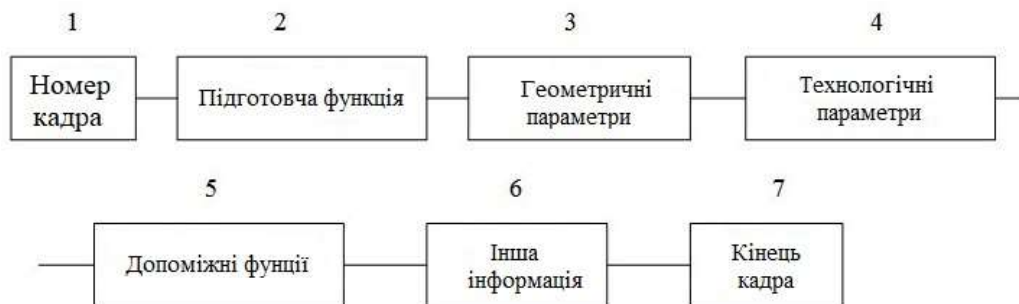 1 2 3 4
Номер кадра
Підготовча функція
Геометричні параметри
Технологічні параметри
5 6 7
Допоміжні фунції
Інша інформація
Кінець кадра